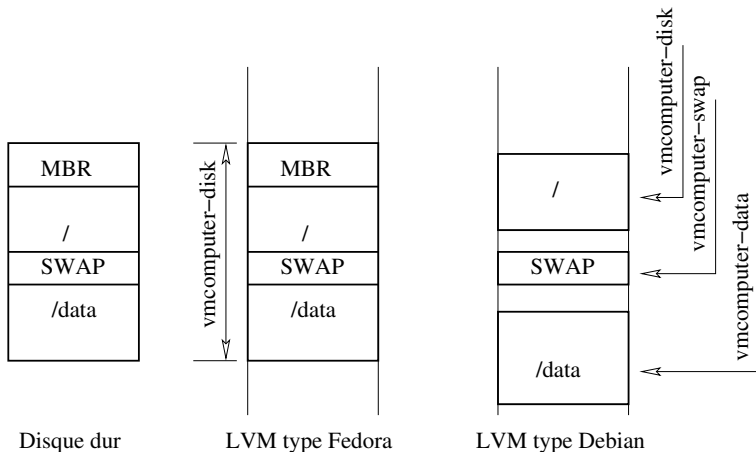 MBR
/
SWAP
/data
Disque dur
vmcomputer–disk
MBR
/
SWAP
/data
LVM type Fedora
/
SWAP
/data
vmcomputer–disk
vmcomputer–swap
vmcomputer–data
LVM type Debian